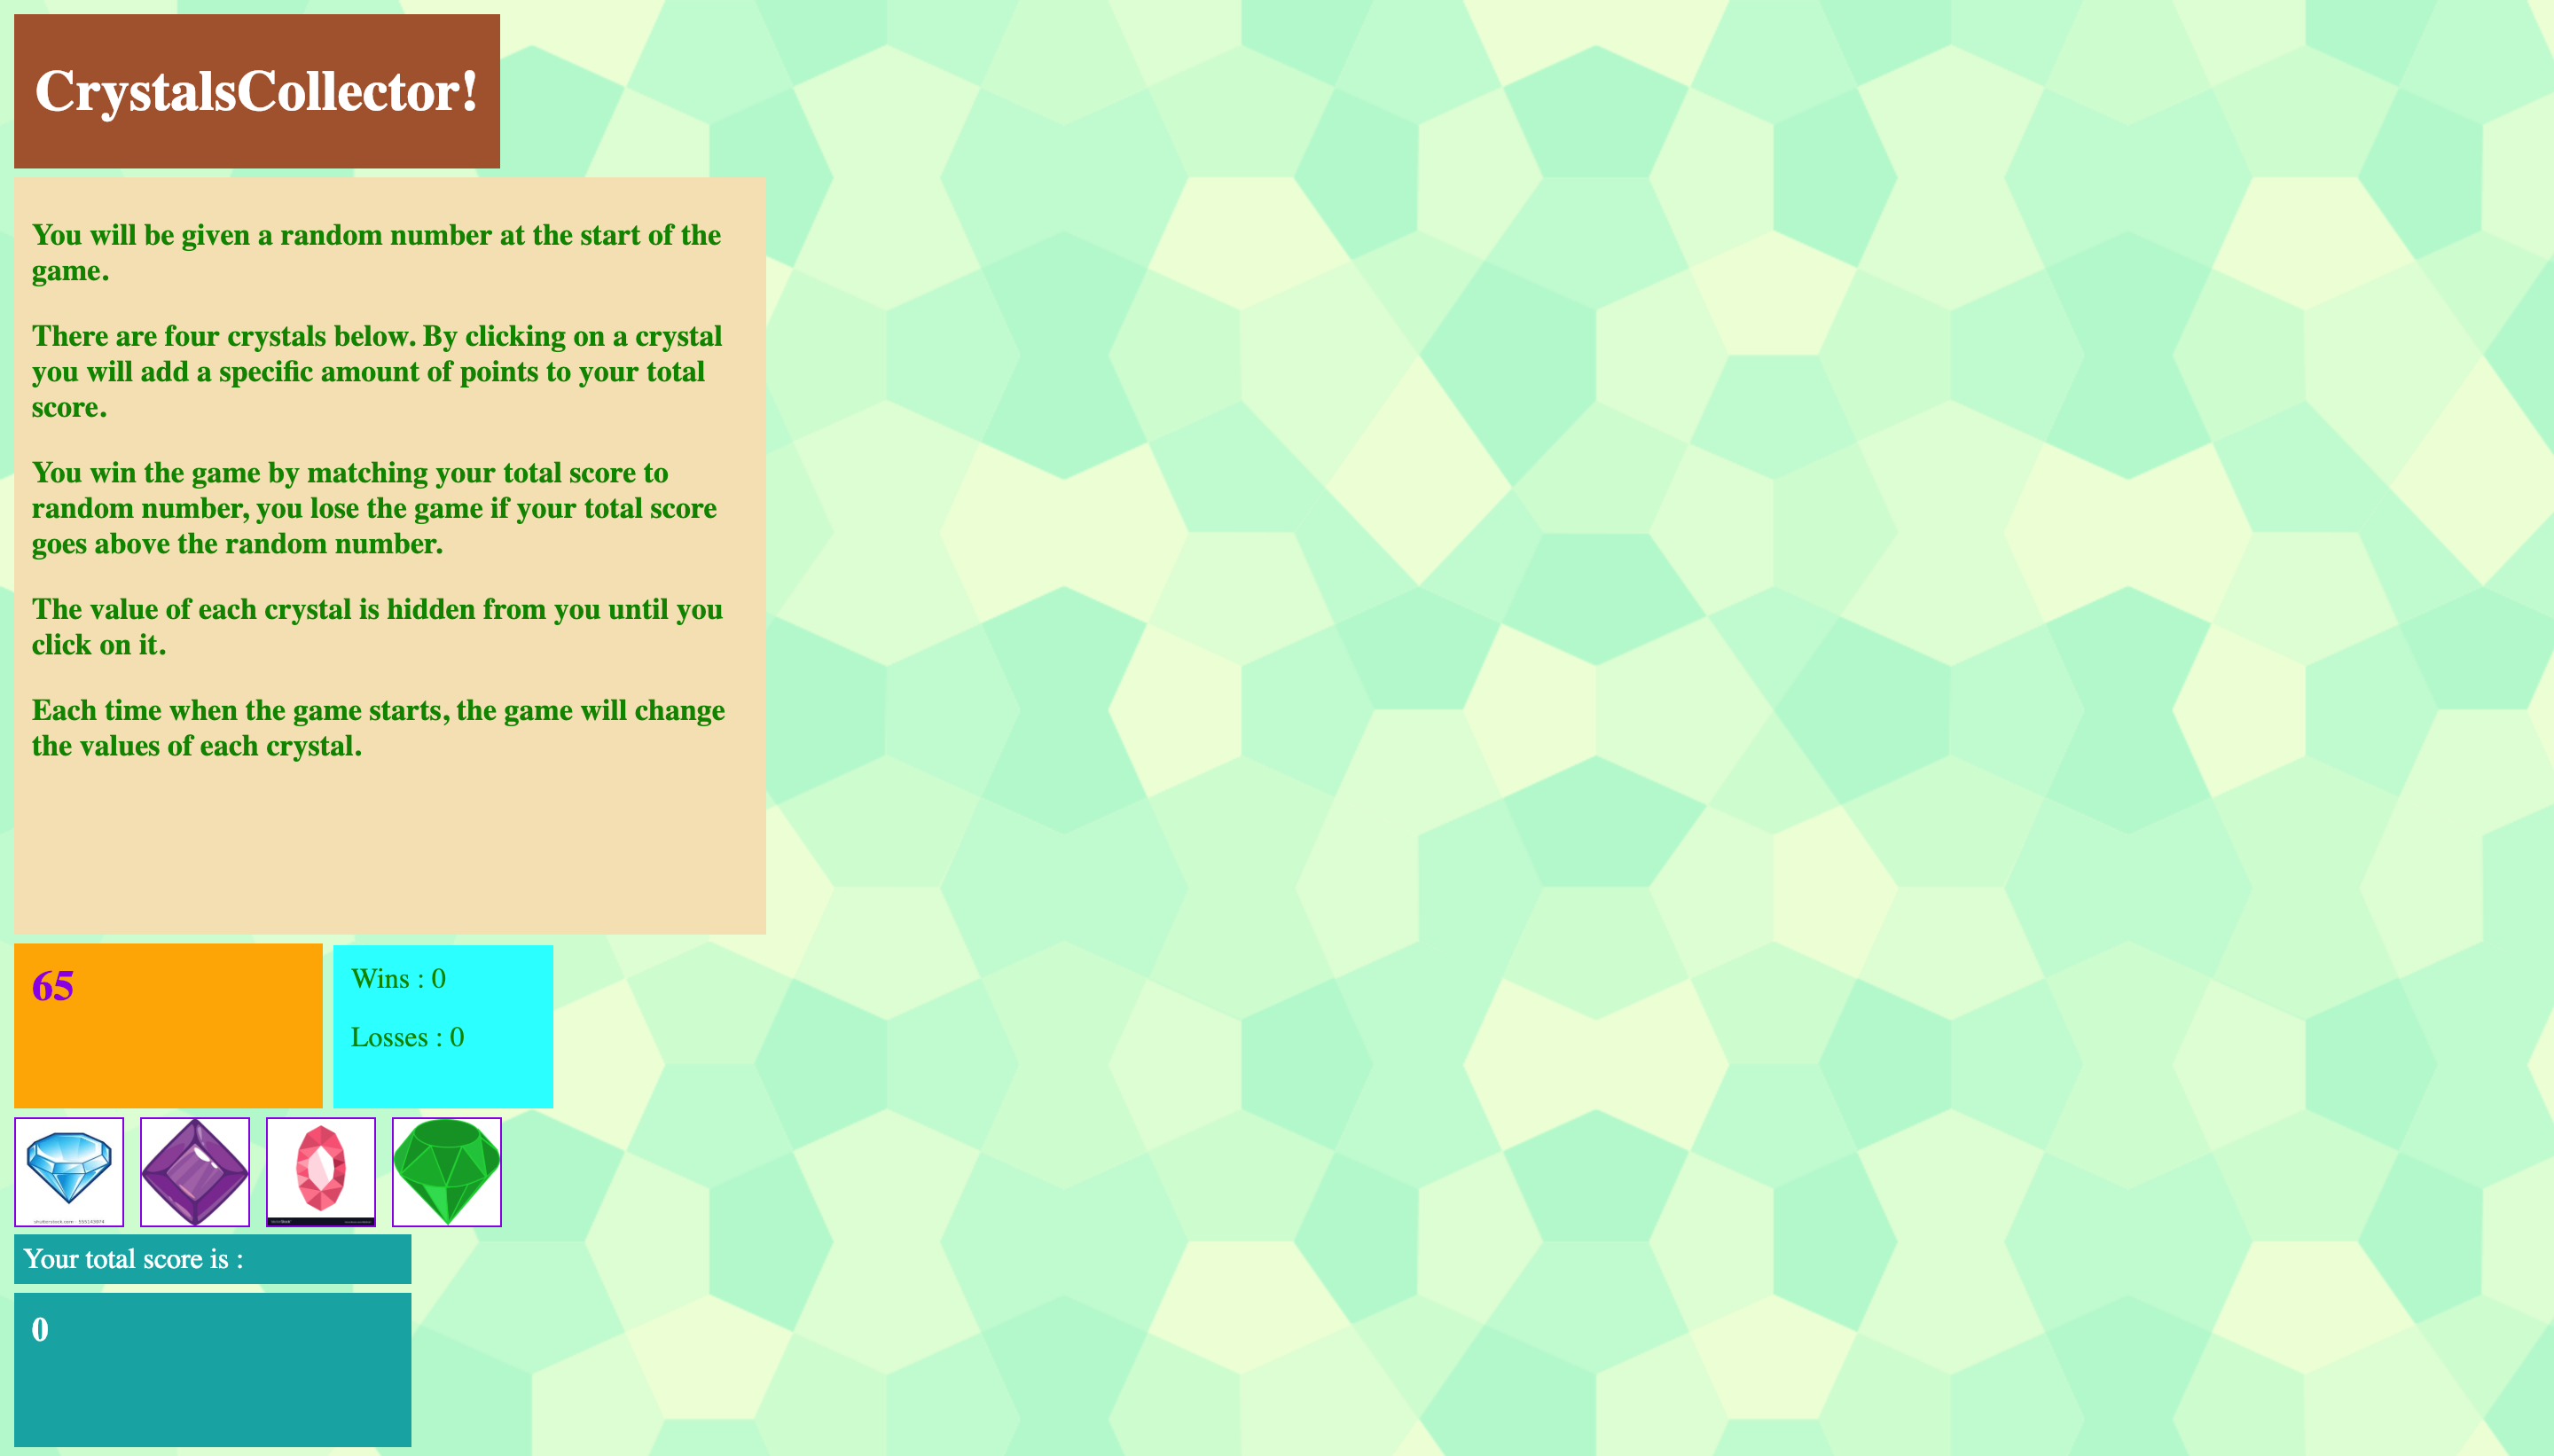 CrystalsCollector!
You will be given a random number at the start of the
game.
There are four crystals below. By clicking on a crystal
you will add a specific amount of points to your total
score.
You win the game by matching your total score to
random number, you lose the game if your total score
goes above the random number.
The value of each crystal is hidden from you until you
click on it.
Each time when the game starts, the game will change
the values of each crystal.
65
Wins : 0
Losses : 0
Your total score is :
0